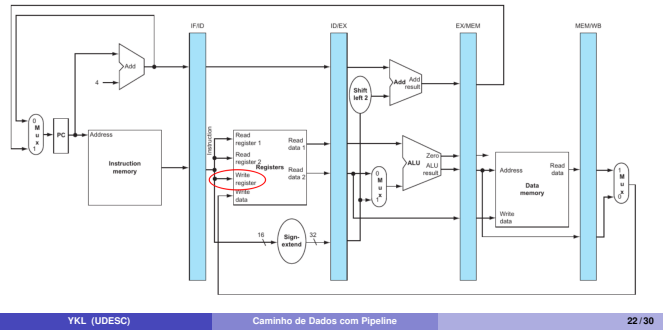 IF/ID
ID/EX
EX/MEM
MEM/WB
Add
4
Shift
left 2
Add
Add
result
0
M
u
x
1
PC
Address
Instruction
memory
Instruction
Read
register 1
Read
register 2
Write
register
Write
data
Registers
Read
data 1
Read
data 2
0
M
u
x
1
ALU
Zero
ALU
result
Address
Read
data
Data
memory
Write
data
1
M
u
x
0
16
Sign-
extend
32
YKL (UDESC)
Caminho de Dados com Pipeline
22 / 30